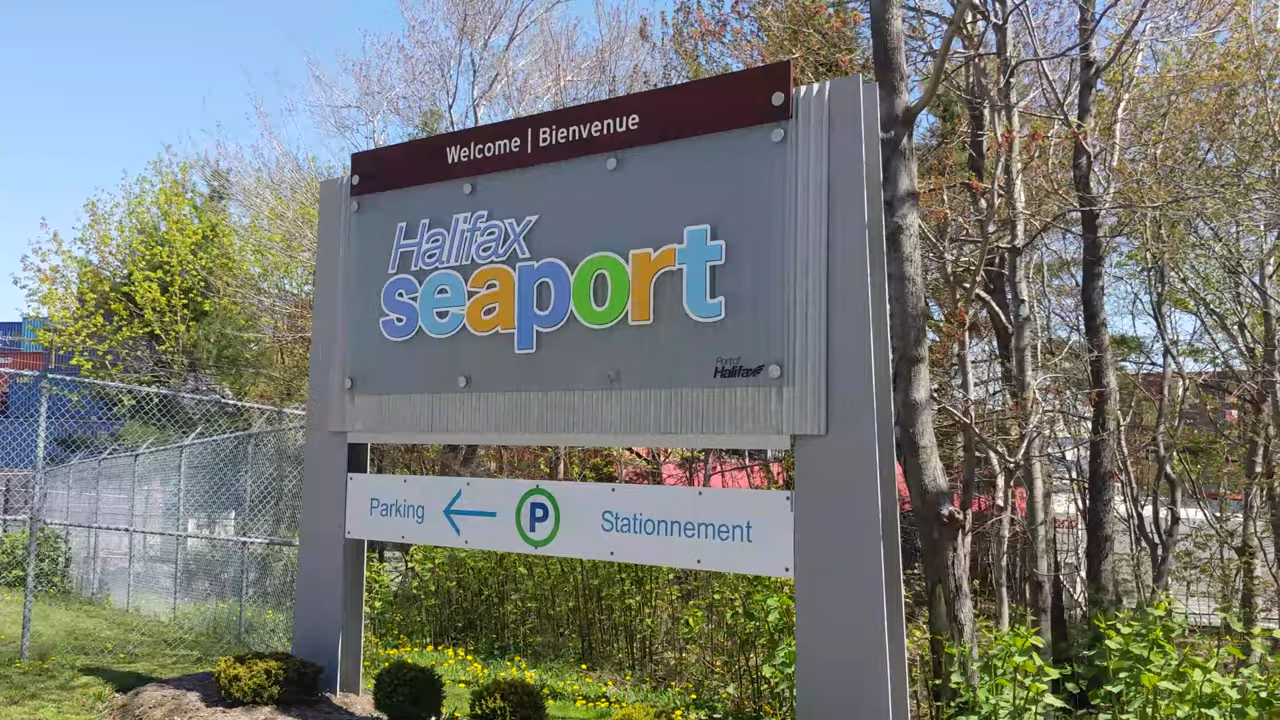 Welcome | Bienvenue
Halifax
seaport
Port of
Halifax
Parking ← P Stationnement